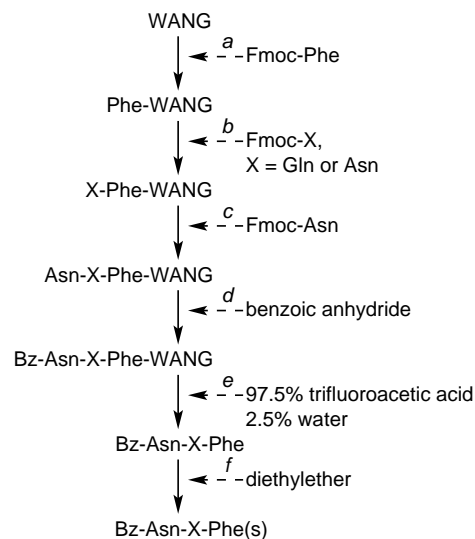 WANG
a
Fmoc-Phe
Phe-WANG
b
Fmoc-X,
X = Gln or Asn
X-Phe-WANG
c
Fmoc-Asn
Asn-X-Phe-WANG
d
benzoic anhydride
Bz-Asn-X-Phe-WANG
e
97.5% trifluoroacetic acid
2.5% water
Bz-Asn-X-Phe
f
diethylether
Bz-Asn-X-Phe(s)